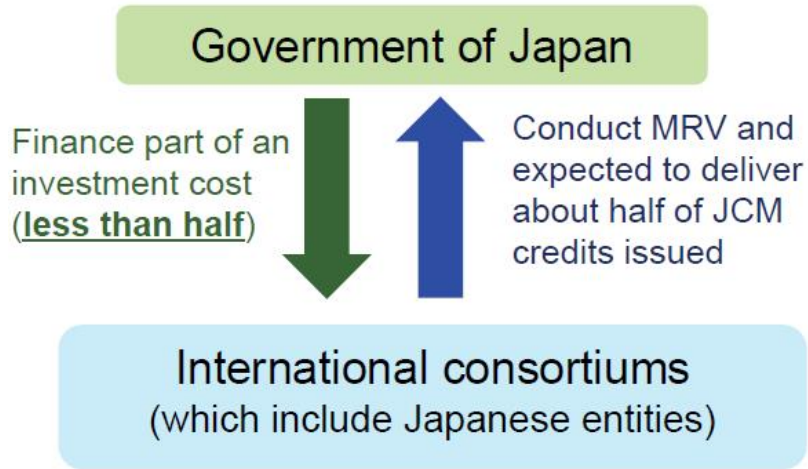 Government of Japan
Finance part of an
investment cost
(less than half)
Conduct MRV and
expected to deliver
about half of JCM
credits issued
International consortiums
(which include Japanese entities)